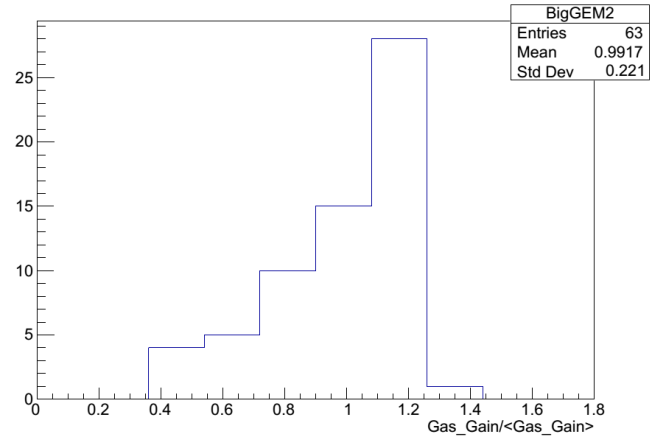 BigGEM2
Entries 63
Mean 0.9917
Std Dev 0.221
25
20
15
10
5
0
0 0.2 0.4 0.6 0.8 1 1.2 1.4 1.6 1.8
Gas_Gain/<Gas_Gain>